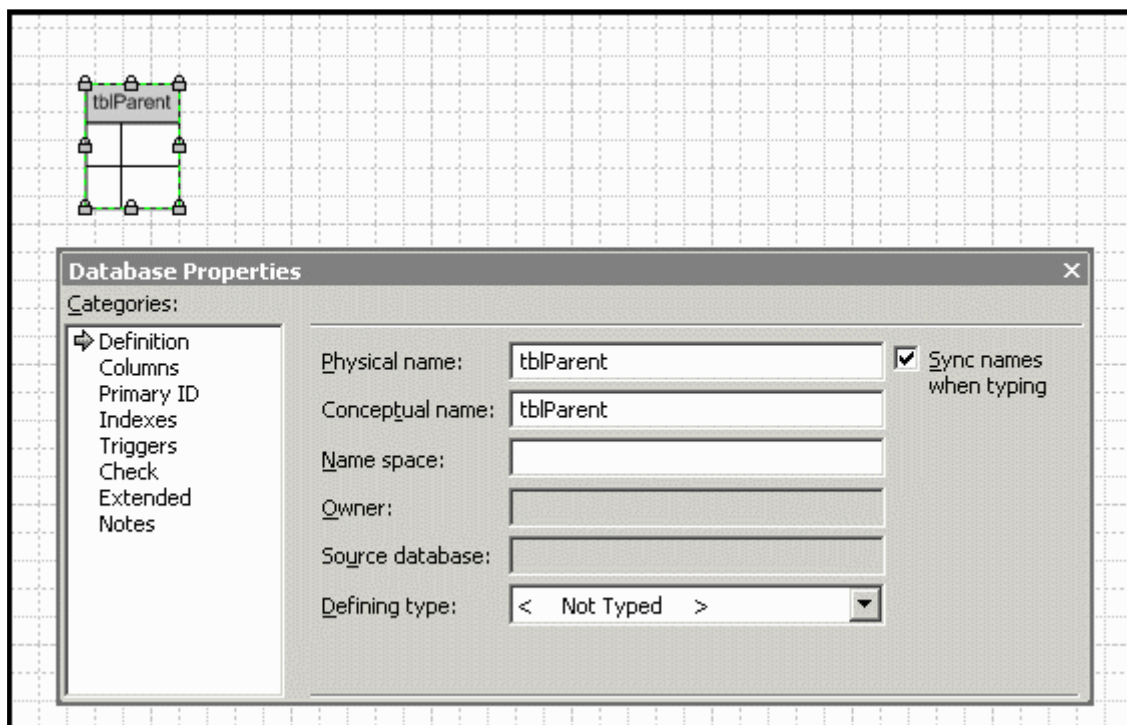 tblParent
Database Properties
Categories:
Definition
Columns
Primary ID
Indexes
Triggers
Check
Extended
Notes
Physical name: tblParent
Conceptual name: tblParent
Name space:
Owner:
Source database:
Defining type: < Not Typed >
Sync names
when typing